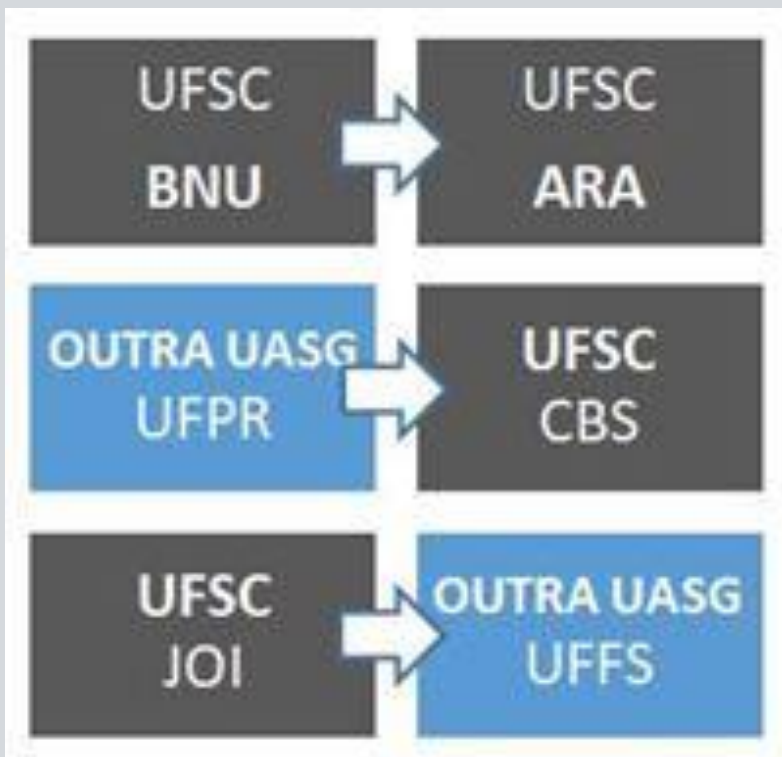 UFSC
BNU
UFSC
ARA
OUTRA UASG
UFPR
UFSC
CBS
UFSC
JOI
OUTRA UASG
UFFS